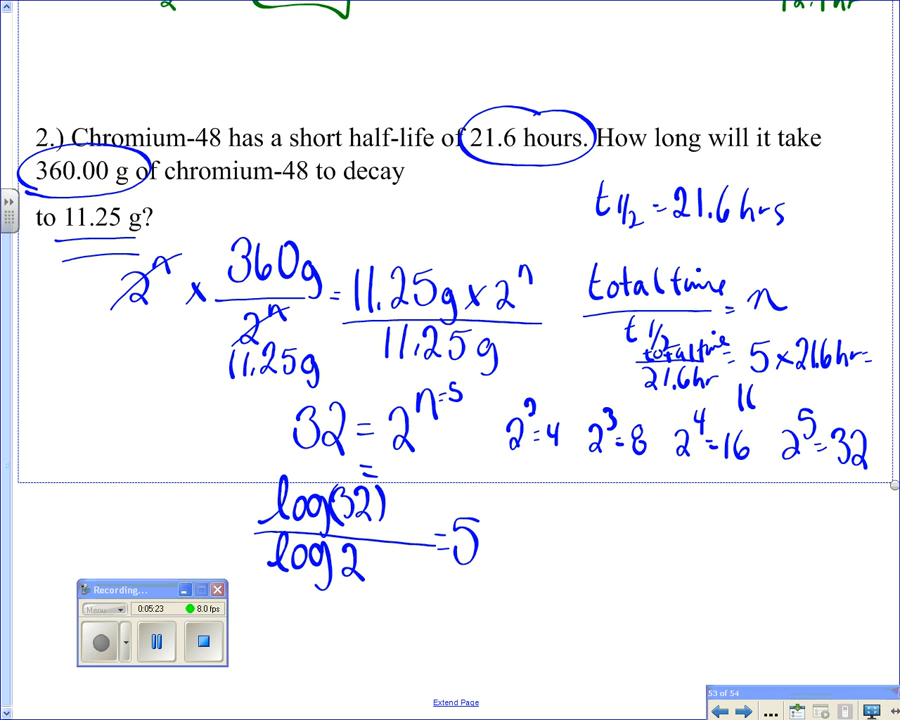 2.) Chromium-48 has a short half-life of 21.6 hours. How long will it take
360.00 g of chromium-48 to decay
to 11.25 g?
t 1/2 = 21.6 hrs
2^n × 360g / 2^n = 11.25g × 2^n
11.25g
11.25 g
total time / t 1/2 = n
total time / 21.6hr = 5 × 21.6hr =
32 = 2^n=5
2^2=4 2^3=8 2^4=16 2^5=32
=
log(32) / log 2 = 5
Recording...
Menu
0:05:23
8.0 fps
Extend Page
53 of 54